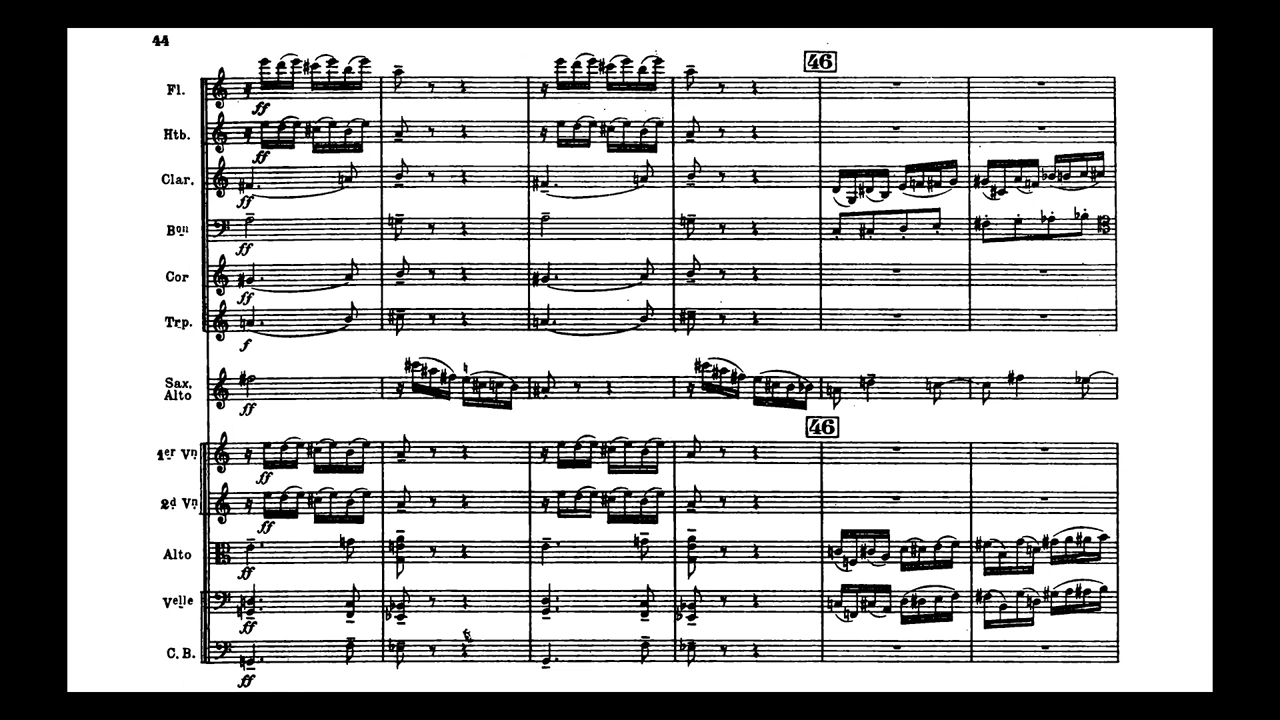 44
46
Fl.
ff
Htb.
ff
Clar.
ff
Bon
ff
Cor
ff
Trp.
f
Sax.
Alto
ff
46
1er Vn
ff
2d Vn
ff
Alto
ff
Vcelle
ff
C. B.
ff